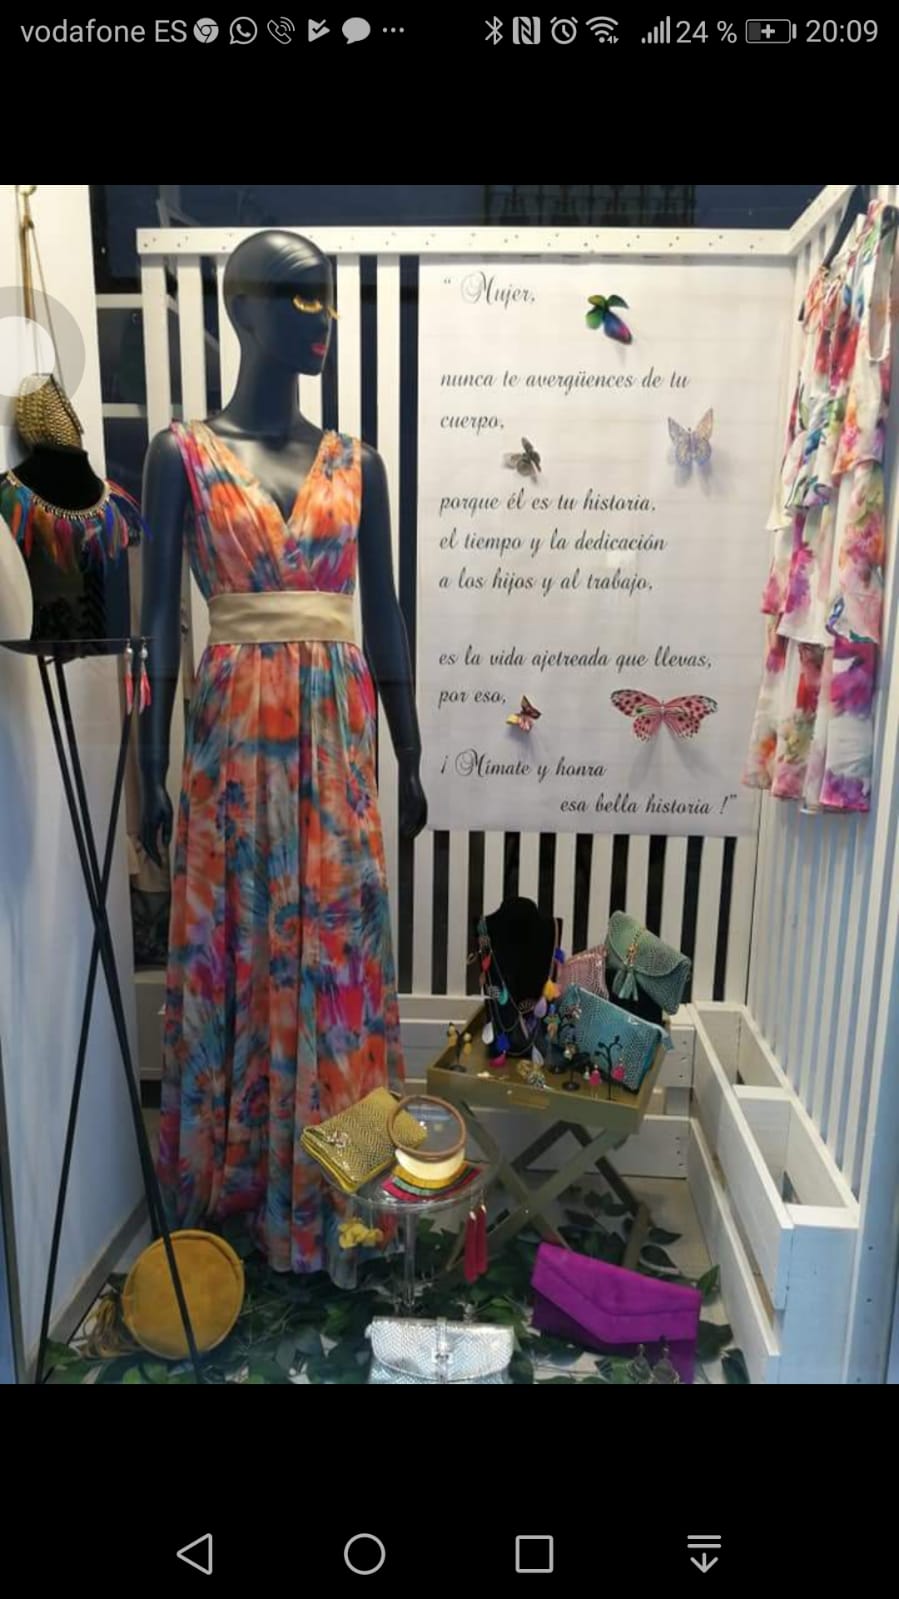 vodafone ES 24 % 20:09
“ Mujer,
nunca te avergüences de tu
cuerpo,
porque él es tu historia,
el tiempo y la dedicación
a los hijos y al trabajo,
es la vida ajetreada que llevas,
por eso,
¡ Mímate y honra
esa bella historia !”